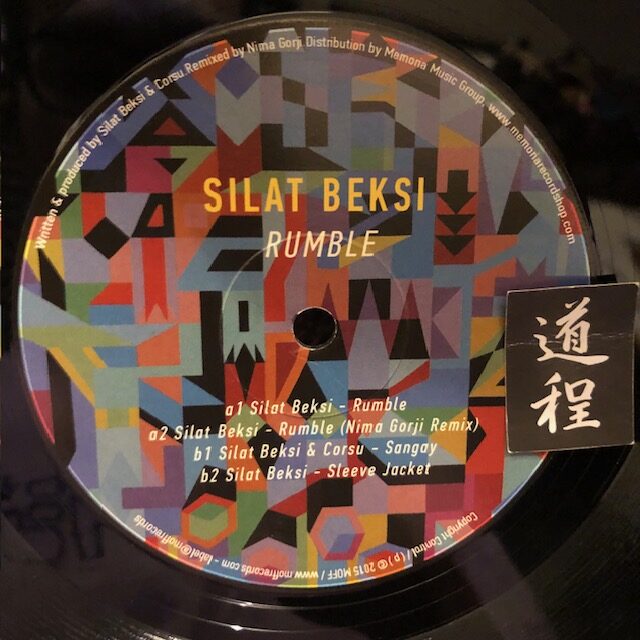 Written & produced by Silat Beksi & Corsu.Remixed by Nima Gorji Distribution by Memoria Music Group. www.memoriarecordshop.com
SILAT BEKSI
RUMBLE
道程
a1 Silat Beksi - Rumble
a2 Silat Beksi - Rumble (Nima Gorji Remix)
b1 Silat Beksi & Corsu - Sangay
b2 Silat Beksi - Sleeve Jacket
Copyright Control / (p)© 2015 MOFF / www.moffrecords.com - label@moffrecords